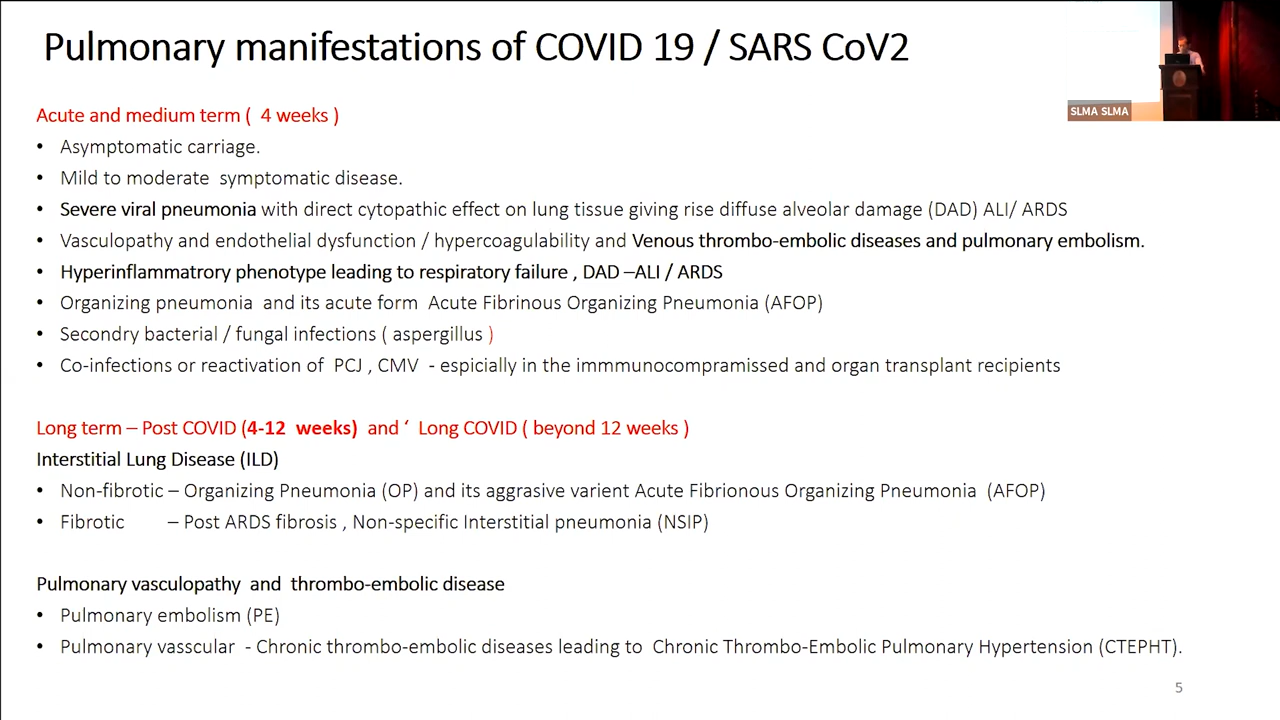 Pulmonary manifestations of COVID 19 / SARS CoV2
SLMA SLMA
Acute and medium term ( 4 weeks )
• Asymptomatic carriage.
• Mild to moderate symptomatic disease.
• Severe viral pneumonia with direct cytopathic effect on lung tissue giving rise diffuse alveolar damage (DAD) ALI/ ARDS
• Vasculopathy and endothelial dysfunction / hypercoagulability and Venous thrombo-embolic diseases and pulmonary embolism.
• Hyperinflammatrory phenotype leading to respiratory failure , DAD –ALI / ARDS
• Organizing pneumonia and its acute form Acute Fibrinous Organizing Pneumonia (AFOP)
• Secondry bacterial / fungal infections ( aspergillus )
• Co-infections or reactivation of PCJ , CMV - espicially in the immmunocompramissed and organ transplant recipients
Long term – Post COVID (4-12 weeks) and ‘ Long COVID ( beyond 12 weeks )
Interstitial Lung Disease (ILD)
• Non-fibrotic – Organizing Pneumonia (OP) and its aggrasive varient Acute Fibrionous Organizing Pneumonia (AFOP)
• Fibrotic – Post ARDS fibrosis , Non-specific Interstitial pneumonia (NSIP)
Pulmonary vasculopathy and thrombo-embolic disease
• Pulmonary embolism (PE)
• Pulmonary vasscular - Chronic thrombo-embolic diseases leading to Chronic Thrombo-Embolic Pulmonary Hypertension (CTEPHT).
5